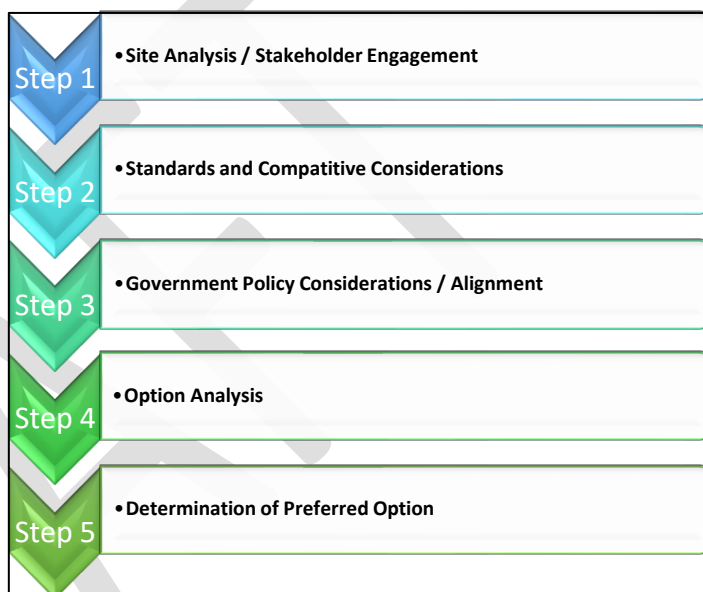 Step 1
•Site Analysis / Stakeholder Engagement
Step 2
•Standards and Compatitive Considerations
Step 3
•Government Policy Considerations / Alignment
Step 4
•Option Analysis
Step 5
•Determination of Preferred Option